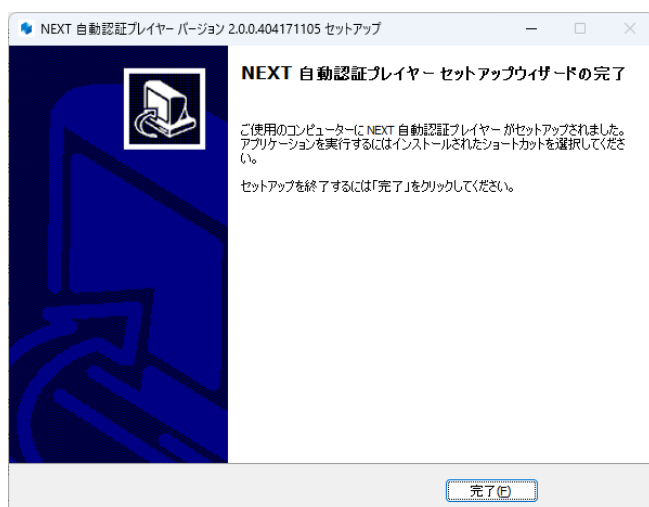 NEXT 自動認証プレイヤー バージョン 2.0.0.404171105 セットアップ
NEXT 自動認証プレイヤー セットアップウィザードの完了
ご使用のコンピューターに NEXT 自動認証プレイヤー がセットアップされました。
アプリケーションを実行するにはインストールされたショートカットを選択してくださ
い。
セットアップを終了するには「完了」をクリックしてください。
完了(F)